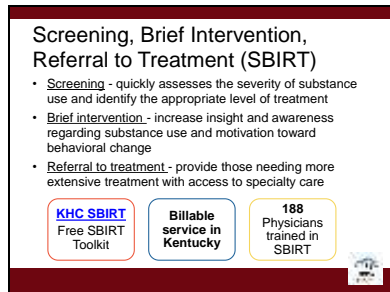 Screening, Brief Intervention,
Referral to Treatment (SBIRT)
• Screening - quickly assesses the severity of substance
use and identify the appropriate level of treatment
• Brief intervention - increase insight and awareness
regarding substance use and motivation toward
behavioral change
• Referral to treatment - provide those needing more
extensive treatment with access to specialty care
KHC SBIRT
Free SBIRT
Toolkit
Billable
service in
Kentucky
188
Physicians
trained in
SBIRT